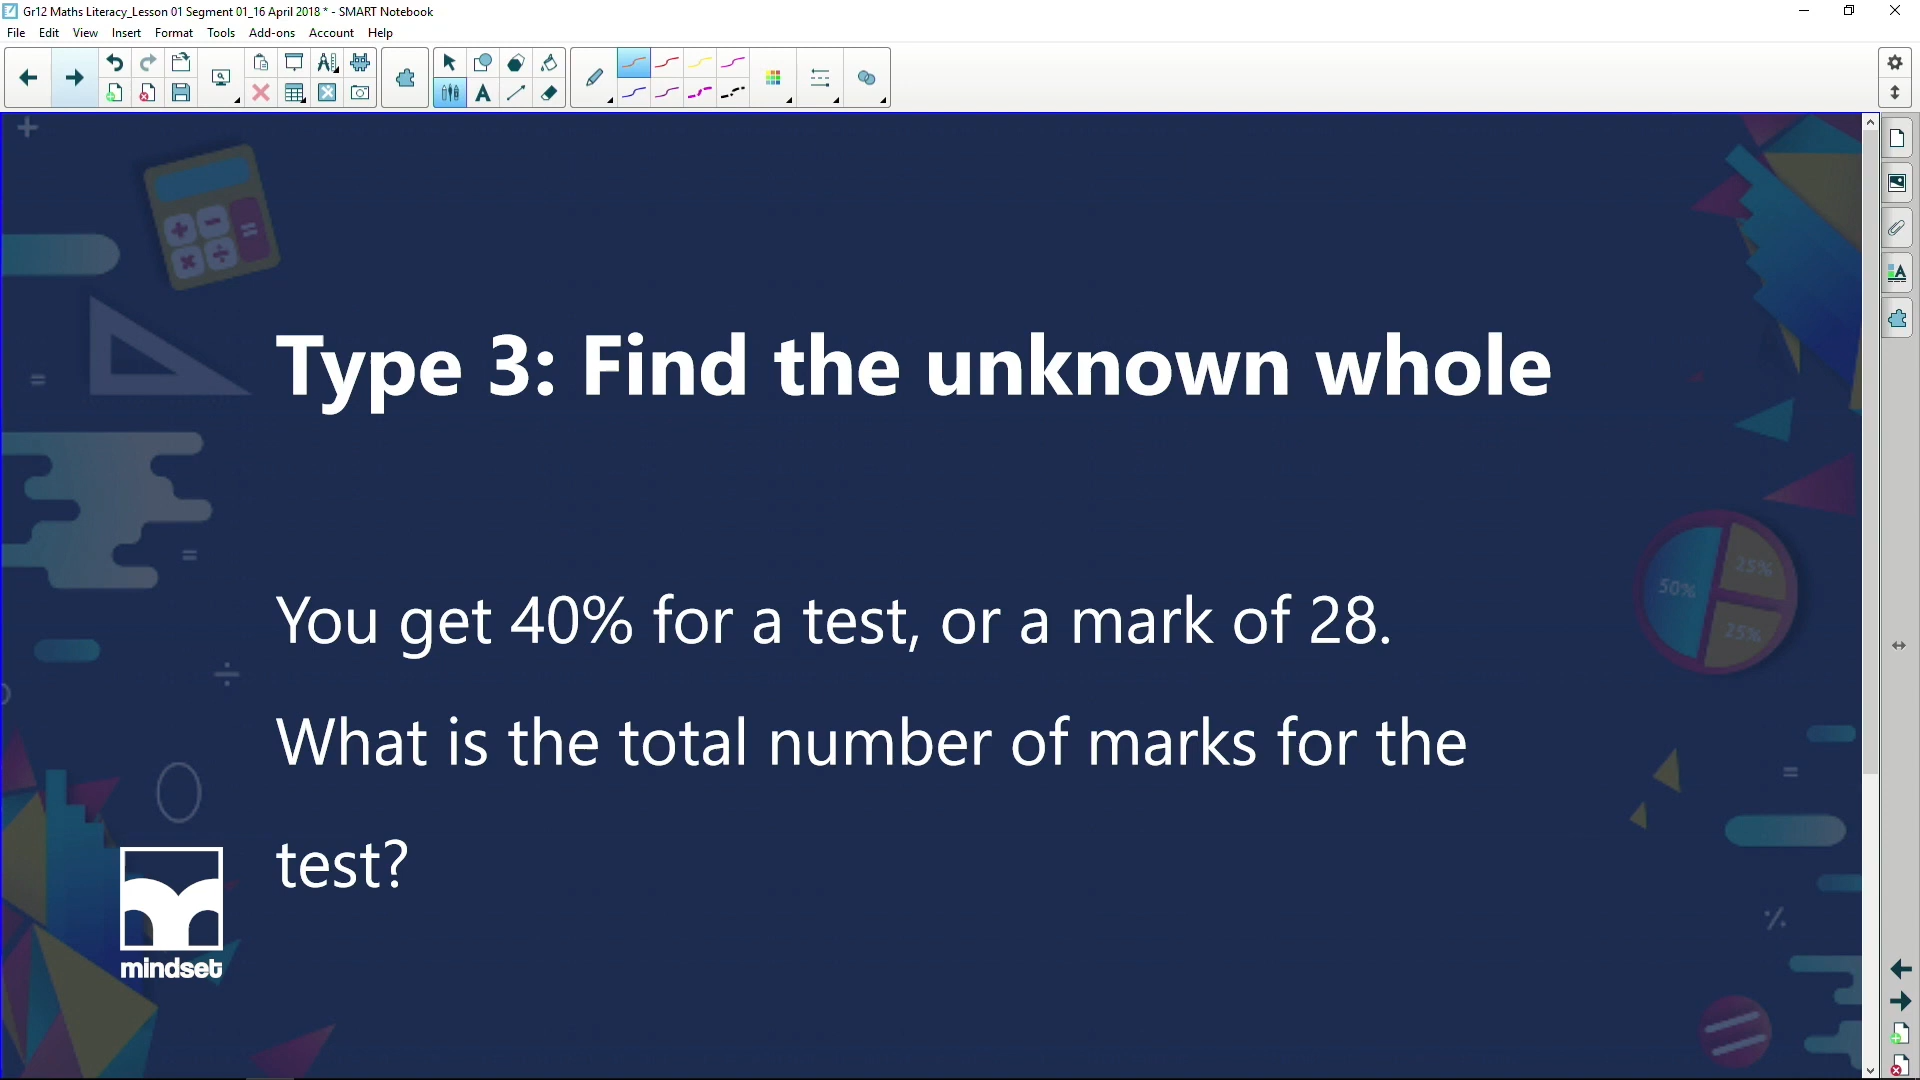 Gr12 Maths Literacy_Lesson 01 Segment 01_16 April 2018 * - SMART Notebook
File Edit View Insert Format Tools Add-ons Account Help
Type 3: Find the unknown whole
50% 25%
25%
You get 40% for a test, or a mark of 28.
What is the total number of marks for the
test?
mindset